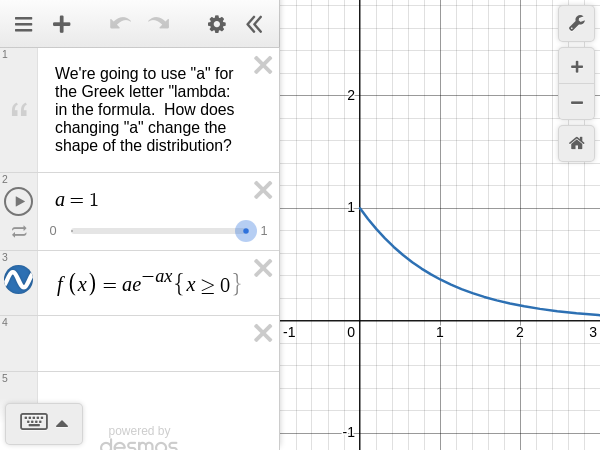 1
We're going to use "a" for
the Greek letter "lambda:
in the formula.  How does
changing "a" change the
shape of the distribution?
2
a = 1
0 1
3
f (x) = ae^{-ax}{x ≥ 0}
4
5
powered by
desmos
2
1
-1 0 1 2 3
-1